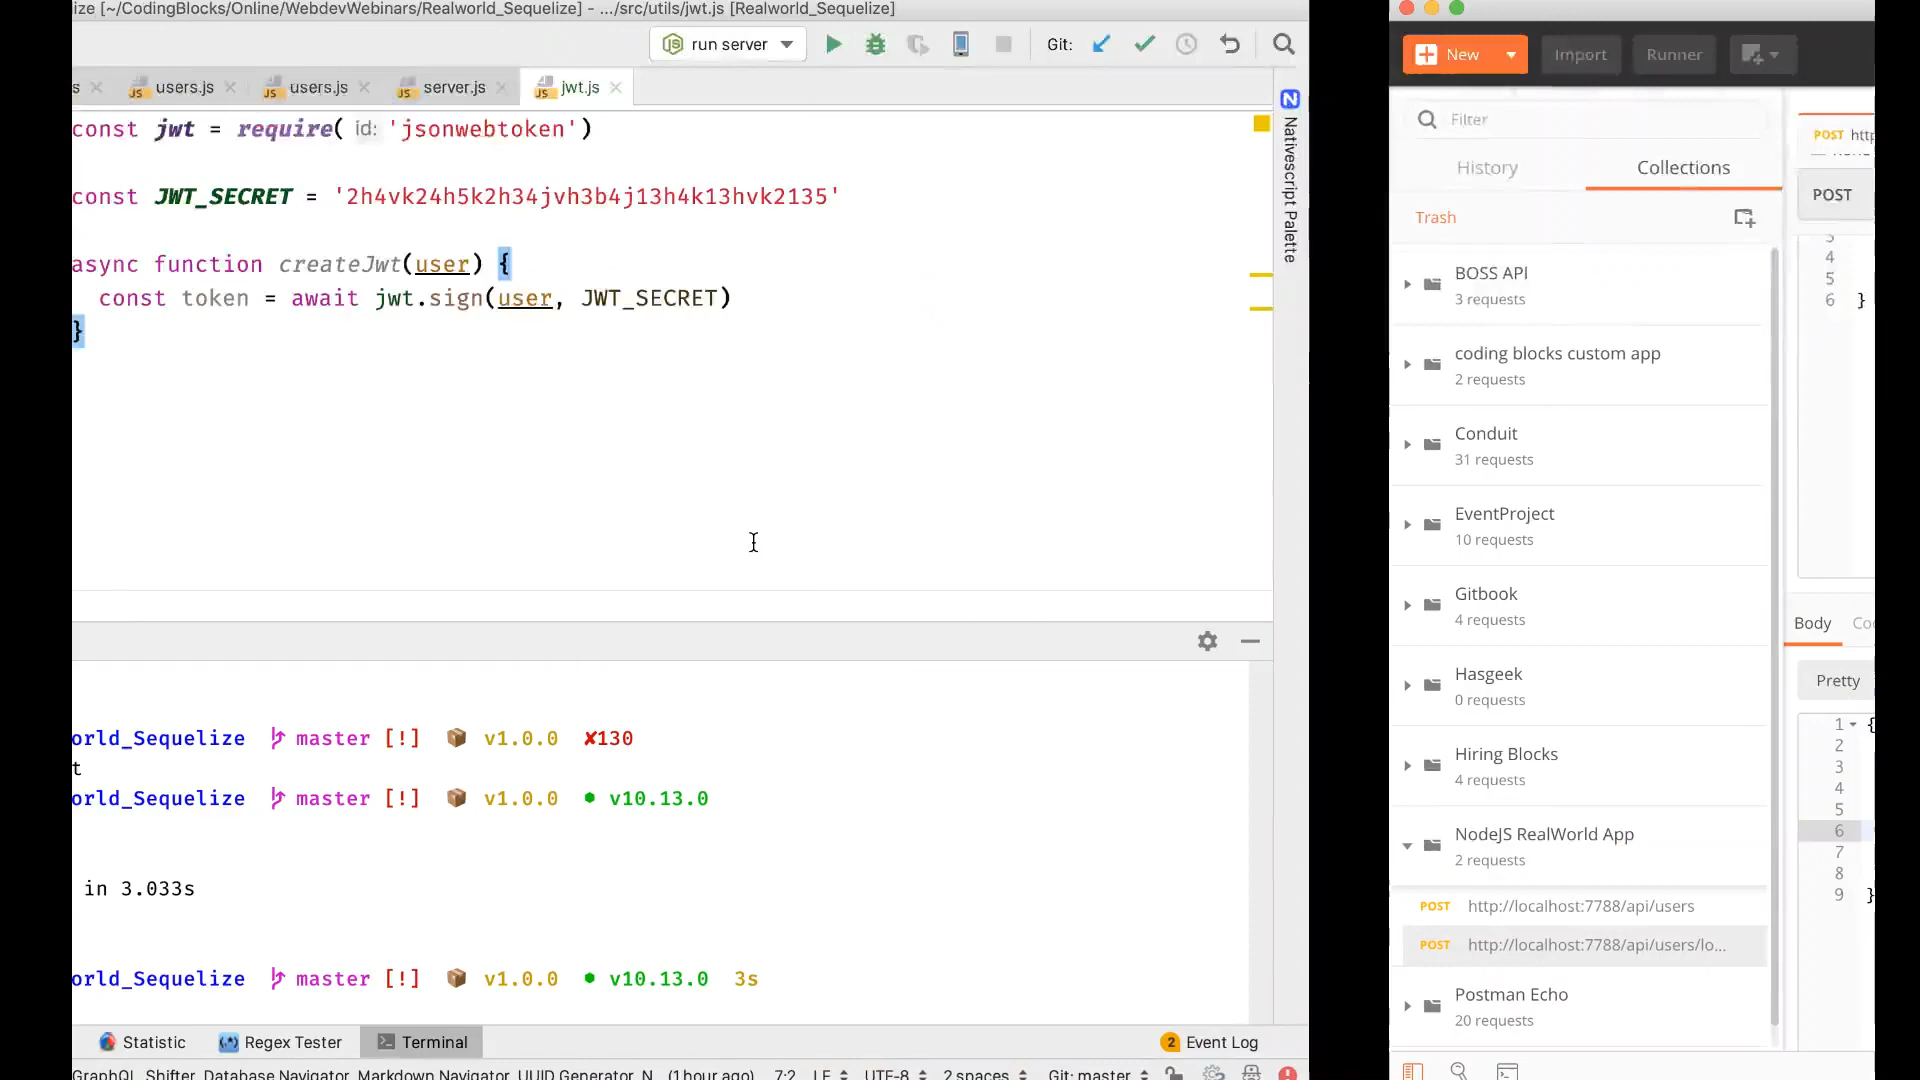 ize [~/CodingBlocks/Online/WebdevWebinars/Realworld_Sequelize] - .../src/utils/jwt.js [Realworld_Sequelize]
run server
Git:
s
users.js
users.js
server.js
jwt.js
const jwt = require( id: 'jsonwebtoken')
const JWT_SECRET = '2h4vk24h5k2h34jvh3b4j13h4k13hvk2135'
async function createJwt(user) {
const token = await jwt.sign(user, JWT_SECRET)
}
Nativescript Palette
orld_Sequelize master [!] v1.0.0 ✘130
t
orld_Sequelize master [!] v1.0.0 v10.13.0
in 3.033s
orld_Sequelize master [!] v1.0.0 v10.13.0 3s
Statistic
Regex Tester
Terminal
2 Event Log
GraphQL, Shifter, Database Navigator, Markdown Navigator, UUID Generator, N... (1 hour ago)
7:2
LF
UTF-8
2 spaces
Git: master
New
Import
Runner
Filter
History
Collections
Trash
BOSS API
3 requests
coding blocks custom app
2 requests
Conduit
31 requests
EventProject
10 requests
Gitbook
4 requests
Hasgeek
0 requests
Hiring Blocks
4 requests
NodeJS RealWorld App
2 requests
POST http://localhost:7788/api/users
POST http://localhost:7788/api/users/lo...
Postman Echo
20 requests
POST http
POST
3
4
5
6 }
Body Co
Pretty
1 {
2
3
4
5
6
7
8
9 }